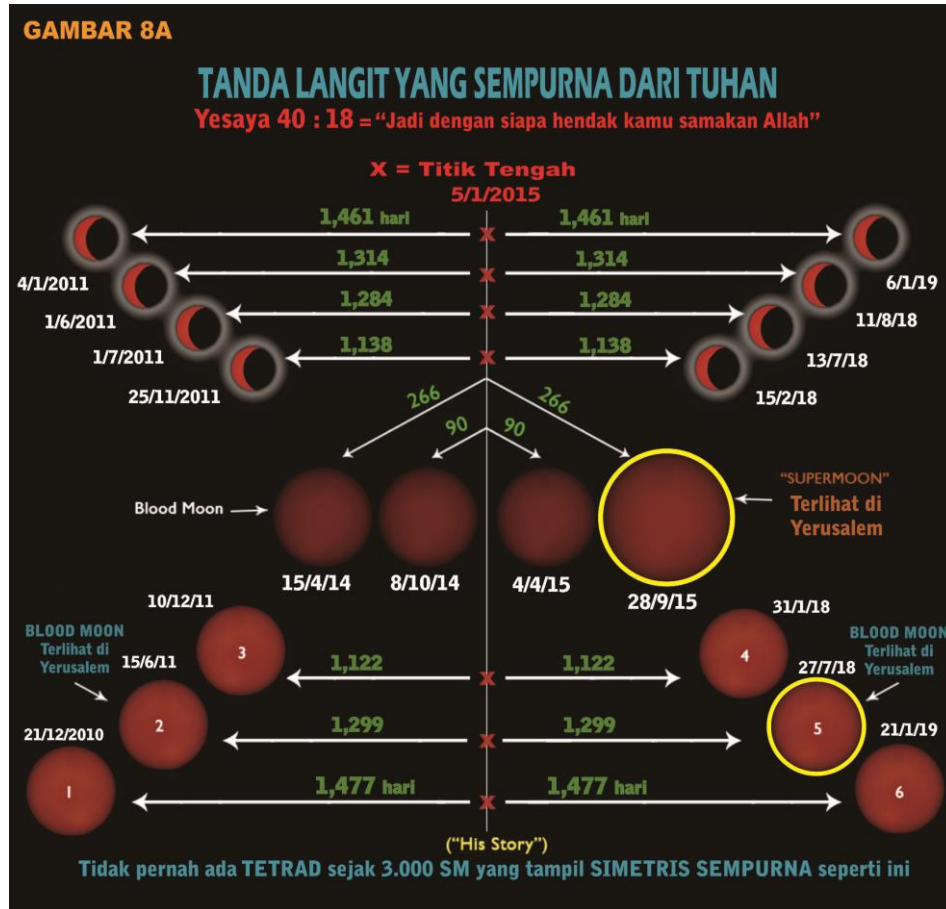 GAMBAR 8A
TANDA LANGIT YANG SEMPURNA DARI TUHAN
Yesaya 40 : 18 = “Jadi dengan siapa hendak kamu samakan Allah”
X = Titik Tengah
5/1/2015
1,461 hari
1,461 hari
X
4/1/2011
6/1/19
1,314
1,314
X
1/6/2011
11/8/18
1,284
1,284
X
1/7/2011
13/7/18
1,138
1,138
X
25/11/2011
15/2/18
266
266
90
90
Blood Moon
"SUPERMOON"
Terlihat di
Yerusalem
15/4/14
8/10/14
4/4/15
28/9/15
10/12/11
31/1/18
3
4
BLOOD MOON
Terlihat di
Yerusalem
15/6/11
27/7/18
BLOOD MOON
Terlihat di
Yerusalem
1,122
1,122
X
2
5
21/12/2010
21/1/19
1,299
1,299
X
1
6
1,477 hari
1,477 hari
X
("His Story")
Tidak pernah ada TETRAD sejak 3.000 SM yang tampil SIMETRIS SEMPURNA seperti ini